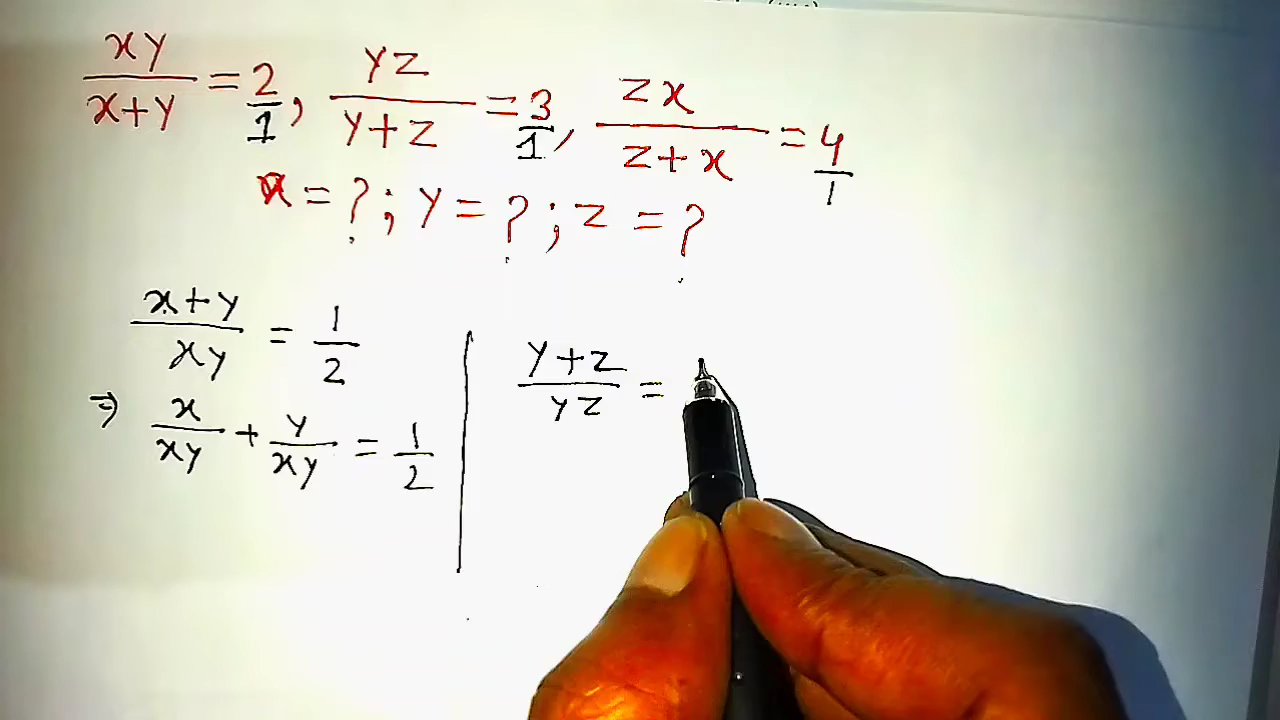 xy/x+y = 2/1, yz/y+z = 3/1, zx/z+x = 4/1
x = ? ; y = ? ; z = ?
x+y/xy = 1/2
y+z/yz =
⇒ x/xy + y/xy = 1/2